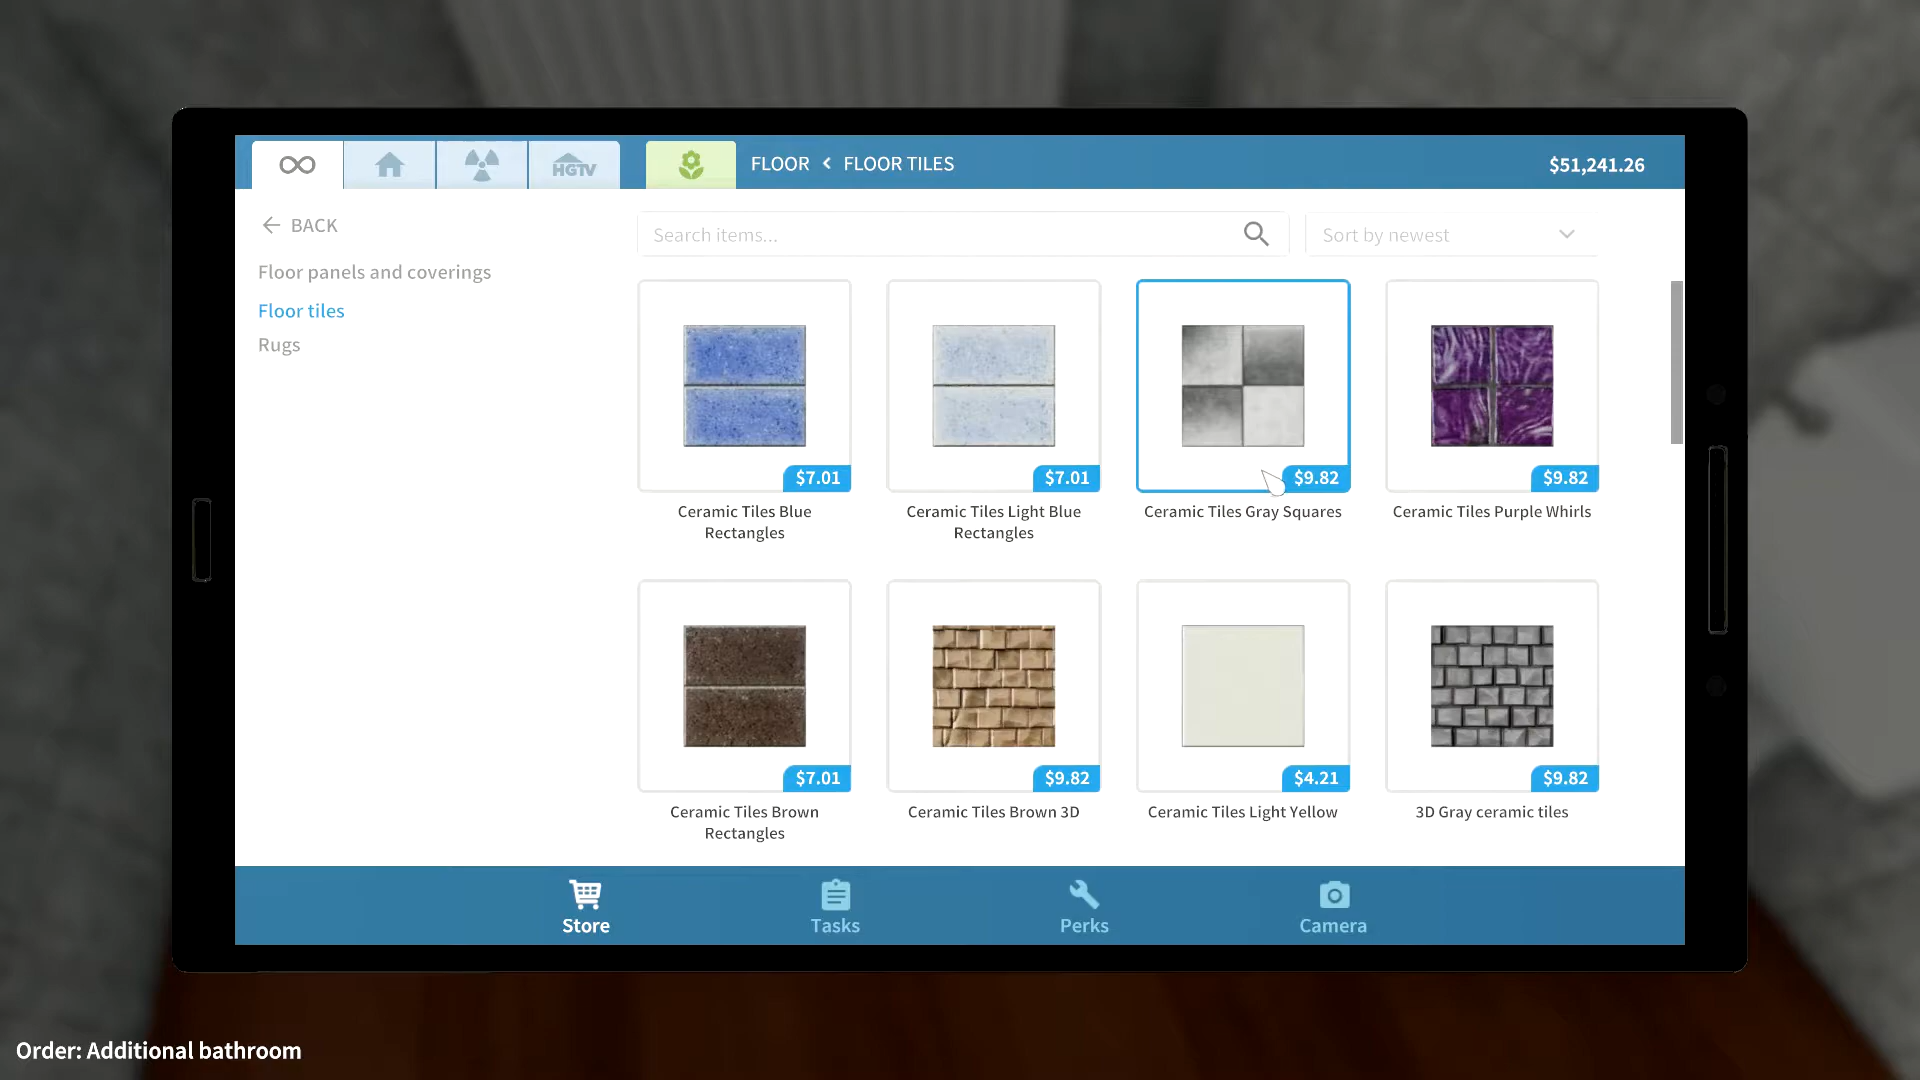 HGTV
FLOOR < FLOOR TILES
$51,241.26
BACK
Search items...
Sort by newest
Floor panels and coverings
Floor tiles
Rugs
$7.01
$7.01
$9.82
$9.82
Ceramic Tiles Blue
Rectangles
Ceramic Tiles Light Blue
Rectangles
Ceramic Tiles Gray Squares
Ceramic Tiles Purple Whirls
$7.01
$9.82
$4.21
$9.82
Ceramic Tiles Brown
Rectangles
Ceramic Tiles Brown 3D
Ceramic Tiles Light Yellow
3D Gray ceramic tiles
Store
Tasks
Perks
Camera
Order: Additional bathroom